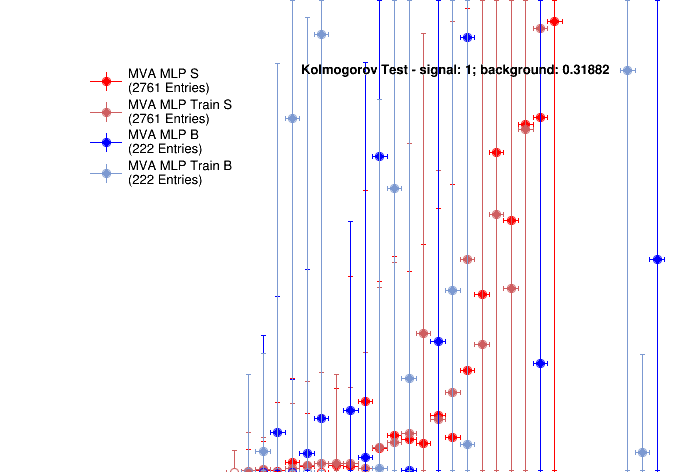 Kolmogorov Test - signal: 1; background: 0.31882
MVA MLP S
(2761 Entries)
MVA MLP Train S
(2761 Entries)
MVA MLP B
(222 Entries)
MVA MLP Train B
(222 Entries)